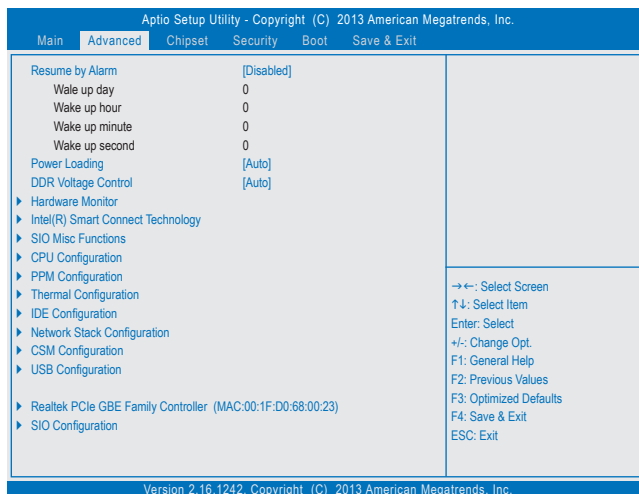 Aptio Setup Utility - Copyright (C) 2013 American Megatrends, Inc.
Main Advanced Chipset Security Boot Save & Exit
Resume by Alarm [Disabled]
Wale up day 0
Wake up hour 0
Wake up minute 0
Wake up second 0
Power Loading [Auto]
DDR Voltage Control [Auto]
Hardware Monitor
Intel(R) Smart Connect Technology
SIO Misc Functions
CPU Configuration
PPM Configuration
Thermal Configuration
IDE Configuration
Network Stack Configuration
CSM Configuration
USB Configuration
Realtek PCIe GBE Family Controller (MAC:00:1F:D0:68:00:23)
SIO Configuration
→←: Select Screen
↑↓: Select Item
Enter: Select
+/-: Change Opt.
F1: General Help
F2: Previous Values
F3: Optimized Defaults
F4: Save & Exit
ESC: Exit
Version 2.16.1242. Copyright (C) 2013 American Megatrends, Inc.